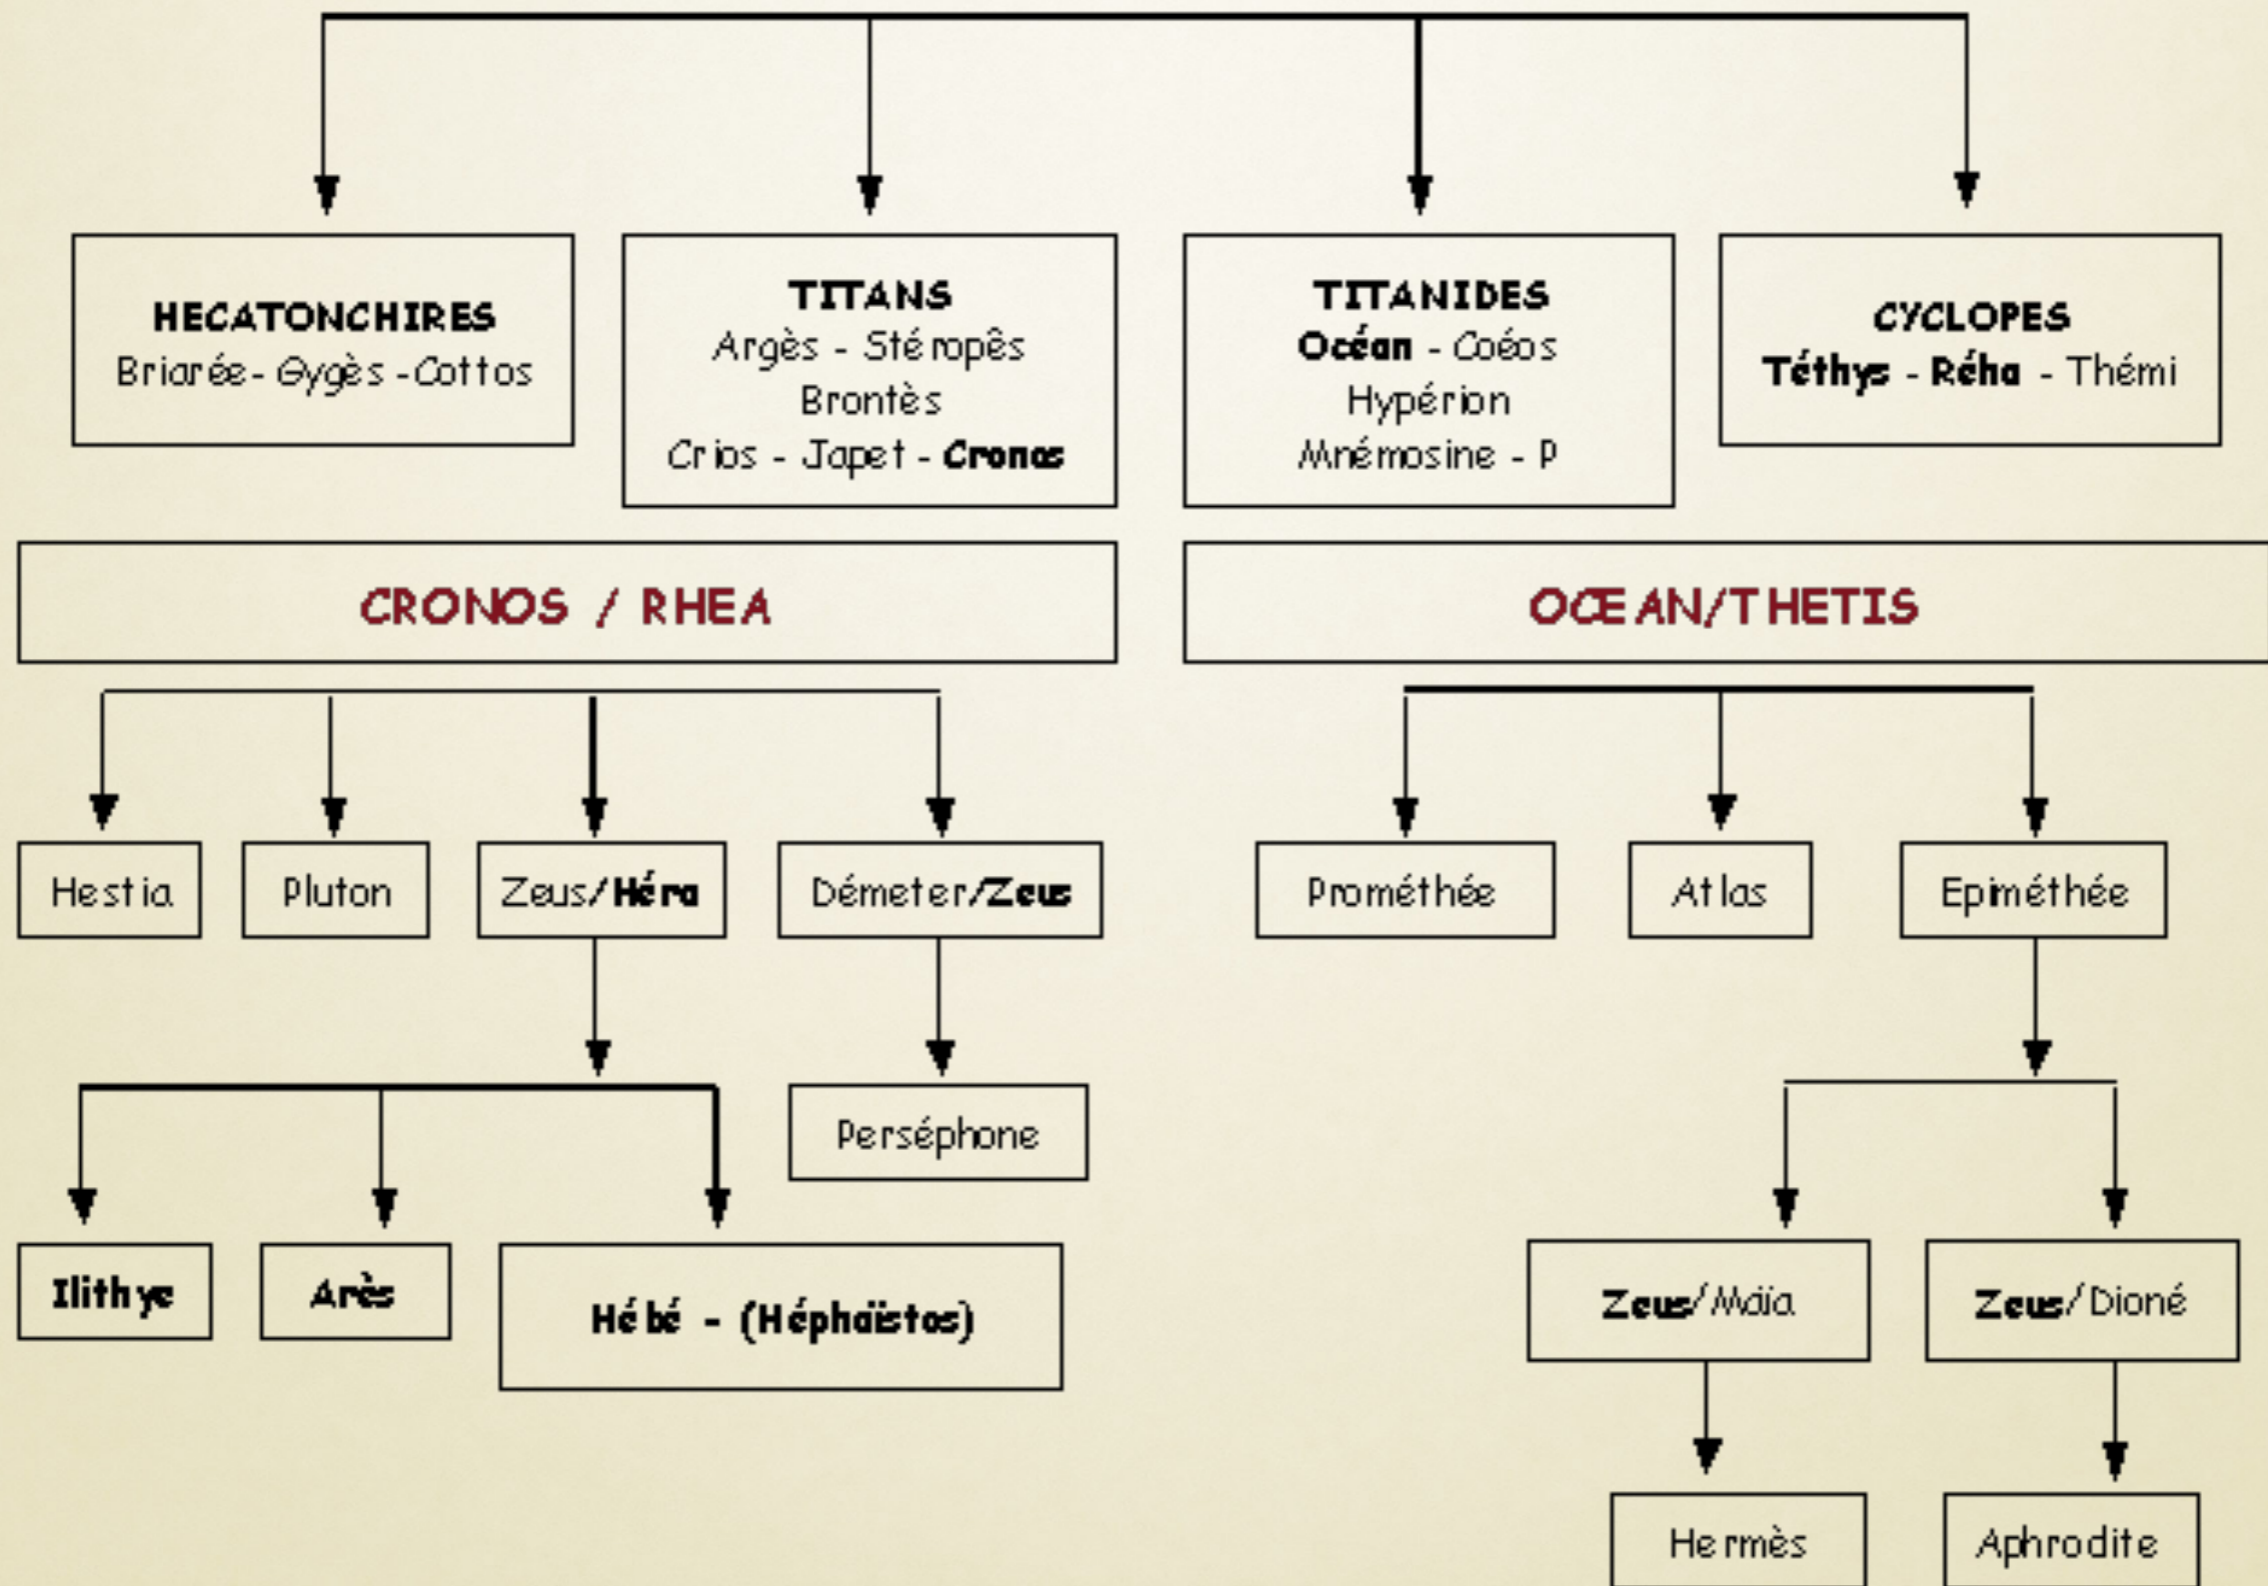 HECATONCHIRES
Briarée- Gygès -Cottos
TITANS
Argès - Stéropês
Brontès
Crios - Japet - Cronos
TITANIDES
Océan - Coéos
Hypérion
Mnémosine - P
CYCLOPES
Téthys - Réha - Thémi
CRONOS / RHEA
OCEAN/THETIS
Hestia
Pluton
Zeus/Héra
Démeter/Zeus
Prométhée
Atlas
Epiméthée
Perséphone
Ilithye
Arès
Hébé - (Héphaïstos)
Zeus/Maïa
Zeus/Dioné
Hermès
Aphrodite